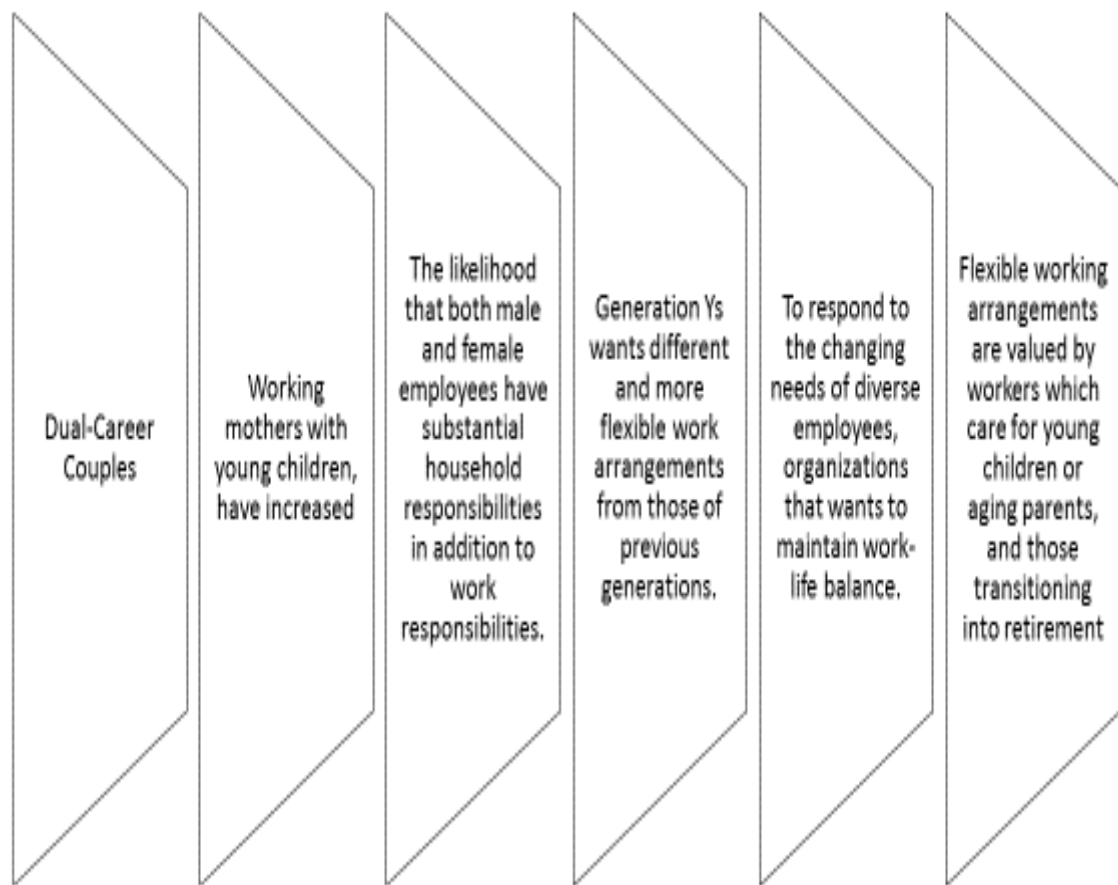 Dual-Career
Couples
Working
mothers with
young children,
have increased
The likelihood
that both male
and female
employees have
substantial
household
responsibilities
in addition to
work
responsibilities.
Generation Ys
wants different
and more
flexible work
arrangements
from those of
previous
generations.
To respond to
the changing
needs of diverse
employees,
organizations
that wants to
maintain work-
life balance.
Flexible working
arrangements
are valued by
workers which
care for young
children or
aging parents,
and those
transitioning
into retirement